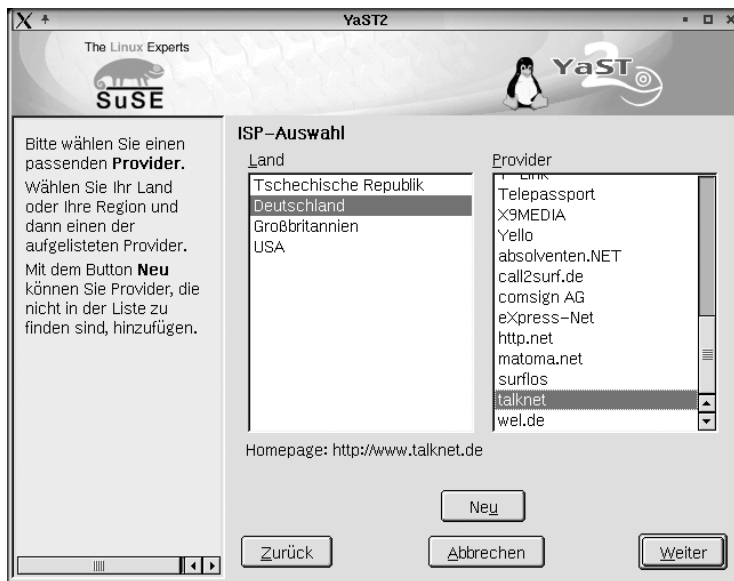 YaST2
The Linux Experts
SuSE
YaST
2
Bitte wählen Sie einen
passenden Provider.
Wählen Sie Ihr Land
oder Ihre Region und
dann einen der
aufgelisteten Provider.
Mit dem Button Neu
können Sie Provider, die
nicht in der Liste zu
finden sind, hinzufügen.
ISP-Auswahl
Land
Tschechische Republik
Deutschland
Großbritannien
USA
Provider
Telepassport
X9MEDIA
Yello
absolventen.NET
call2surf.de
comsign AG
eXpress-Net
http.net
matoma.net
surflos
talknet
wel.de
Homepage: http://www.talknet.de
Neu
Zurück
Abbrechen
Weiter